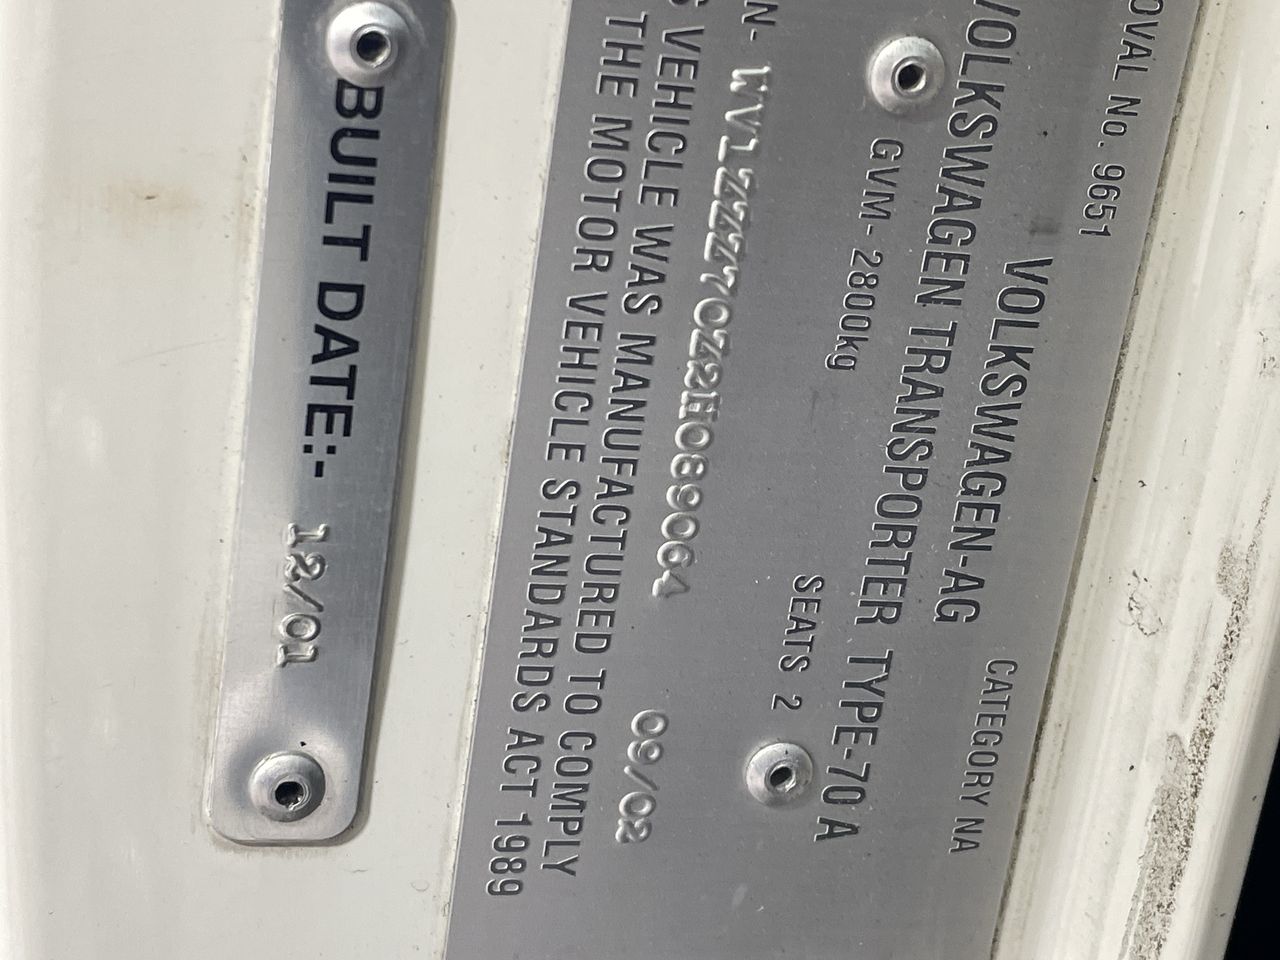 OVAL No. 9651
VOLKSWAGEN-AG CATEGORY NA
VOLKSWAGEN TRANSPORTER TYPE-70 A
GVM- 2800kg SEATS 2
N- WV1ZZZ70Z2H089064 09/02
S VEHICLE WAS MANUFACTURED TO COMPLY
THE MOTOR VEHICLE STANDARDS ACT 1989
BUILT DATE:- 12/01